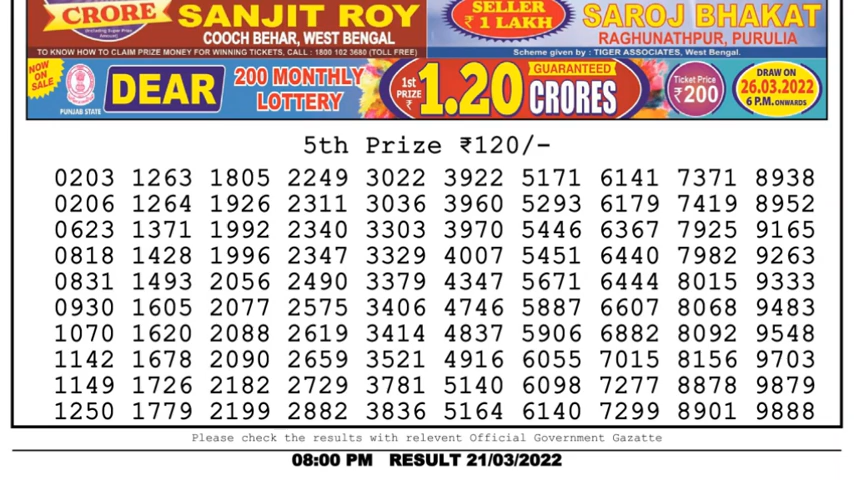 CRORE SANJIT ROY
COOCH BEHAR, WEST BENGAL
TO KNOW HOW TO CLAIM PRIZE MONEY FOR WINNING TICKETS, CALL : 1800 102 3680 (TOLL FREE)
SELLER
₹ 1 LAKH
SAROJ BHAKAT
RAGHUNATHPUR, PURULIA
Scheme given by : TIGER ASSOCIATES, West Bengal.
NOW
ON
SALE
PUNJAB STATE
DEAR
200 MONTHLY
LOTTERY
1st
PRIZE
₹
1.20
GUARANTEED
CRORES
Ticket Price
₹200
DRAW ON
26.03.2022
6 P.M. ONWARDS
5th Prize ₹120/-
0203 1263 1805 2249 3022 3922 5171 6141 7371 8938
0206 1264 1926 2311 3036 3960 5293 6179 7419 8952
0623 1371 1992 2340 3303 3970 5446 6367 7925 9165
0818 1428 1996 2347 3329 4007 5451 6440 7982 9263
0831 1493 2056 2490 3379 4347 5671 6444 8015 9333
0930 1605 2077 2575 3406 4746 5887 6607 8068 9483
1070 1620 2088 2619 3414 4837 5906 6882 8092 9548
1142 1678 2090 2659 3521 4916 6055 7015 8156 9703
1149 1726 2182 2729 3781 5140 6098 7277 8878 9879
1250 1779 2199 2882 3836 5164 6140 7299 8901 9888
Please check the results with relevent Official Government Gazatte
08:00 PM RESULT 21/03/2022